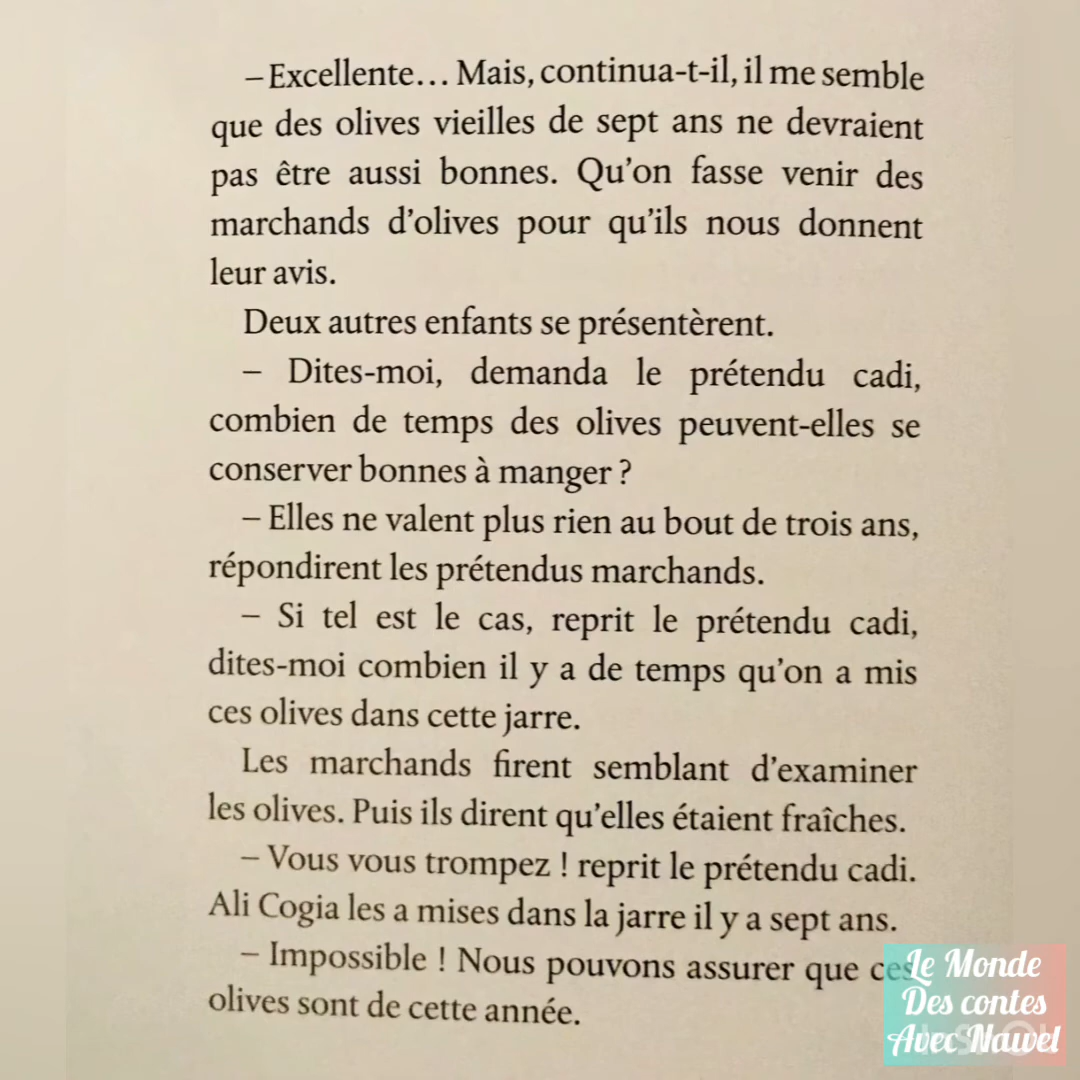 – Excellente... Mais, continua-t-il, il me semble
que des olives vieilles de sept ans ne devraient
pas être aussi bonnes. Qu'on fasse venir des
marchands d'olives pour qu'ils nous donnent
leur avis.
Deux autres enfants se présentèrent.
– Dites-moi, demanda le prétendu cadi,
combien de temps des olives peuvent-elles se
conserver bonnes à manger ?
– Elles ne valent plus rien au bout de trois ans,
répondirent les prétendus marchands.
– Si tel est le cas, reprit le prétendu cadi,
dites-moi combien il y a de temps qu'on a mis
ces olives dans cette jarre.
Les marchands firent semblant d'examiner
les olives. Puis ils dirent qu'elles étaient fraîches.
– Vous vous trompez ! reprit le prétendu cadi.
Ali Cogia les a mises dans la jarre il y a sept ans.
– Impossible ! Nous pouvons assurer que ces
olives sont de cette année.
Le Monde
Des contes
Avec Nawel